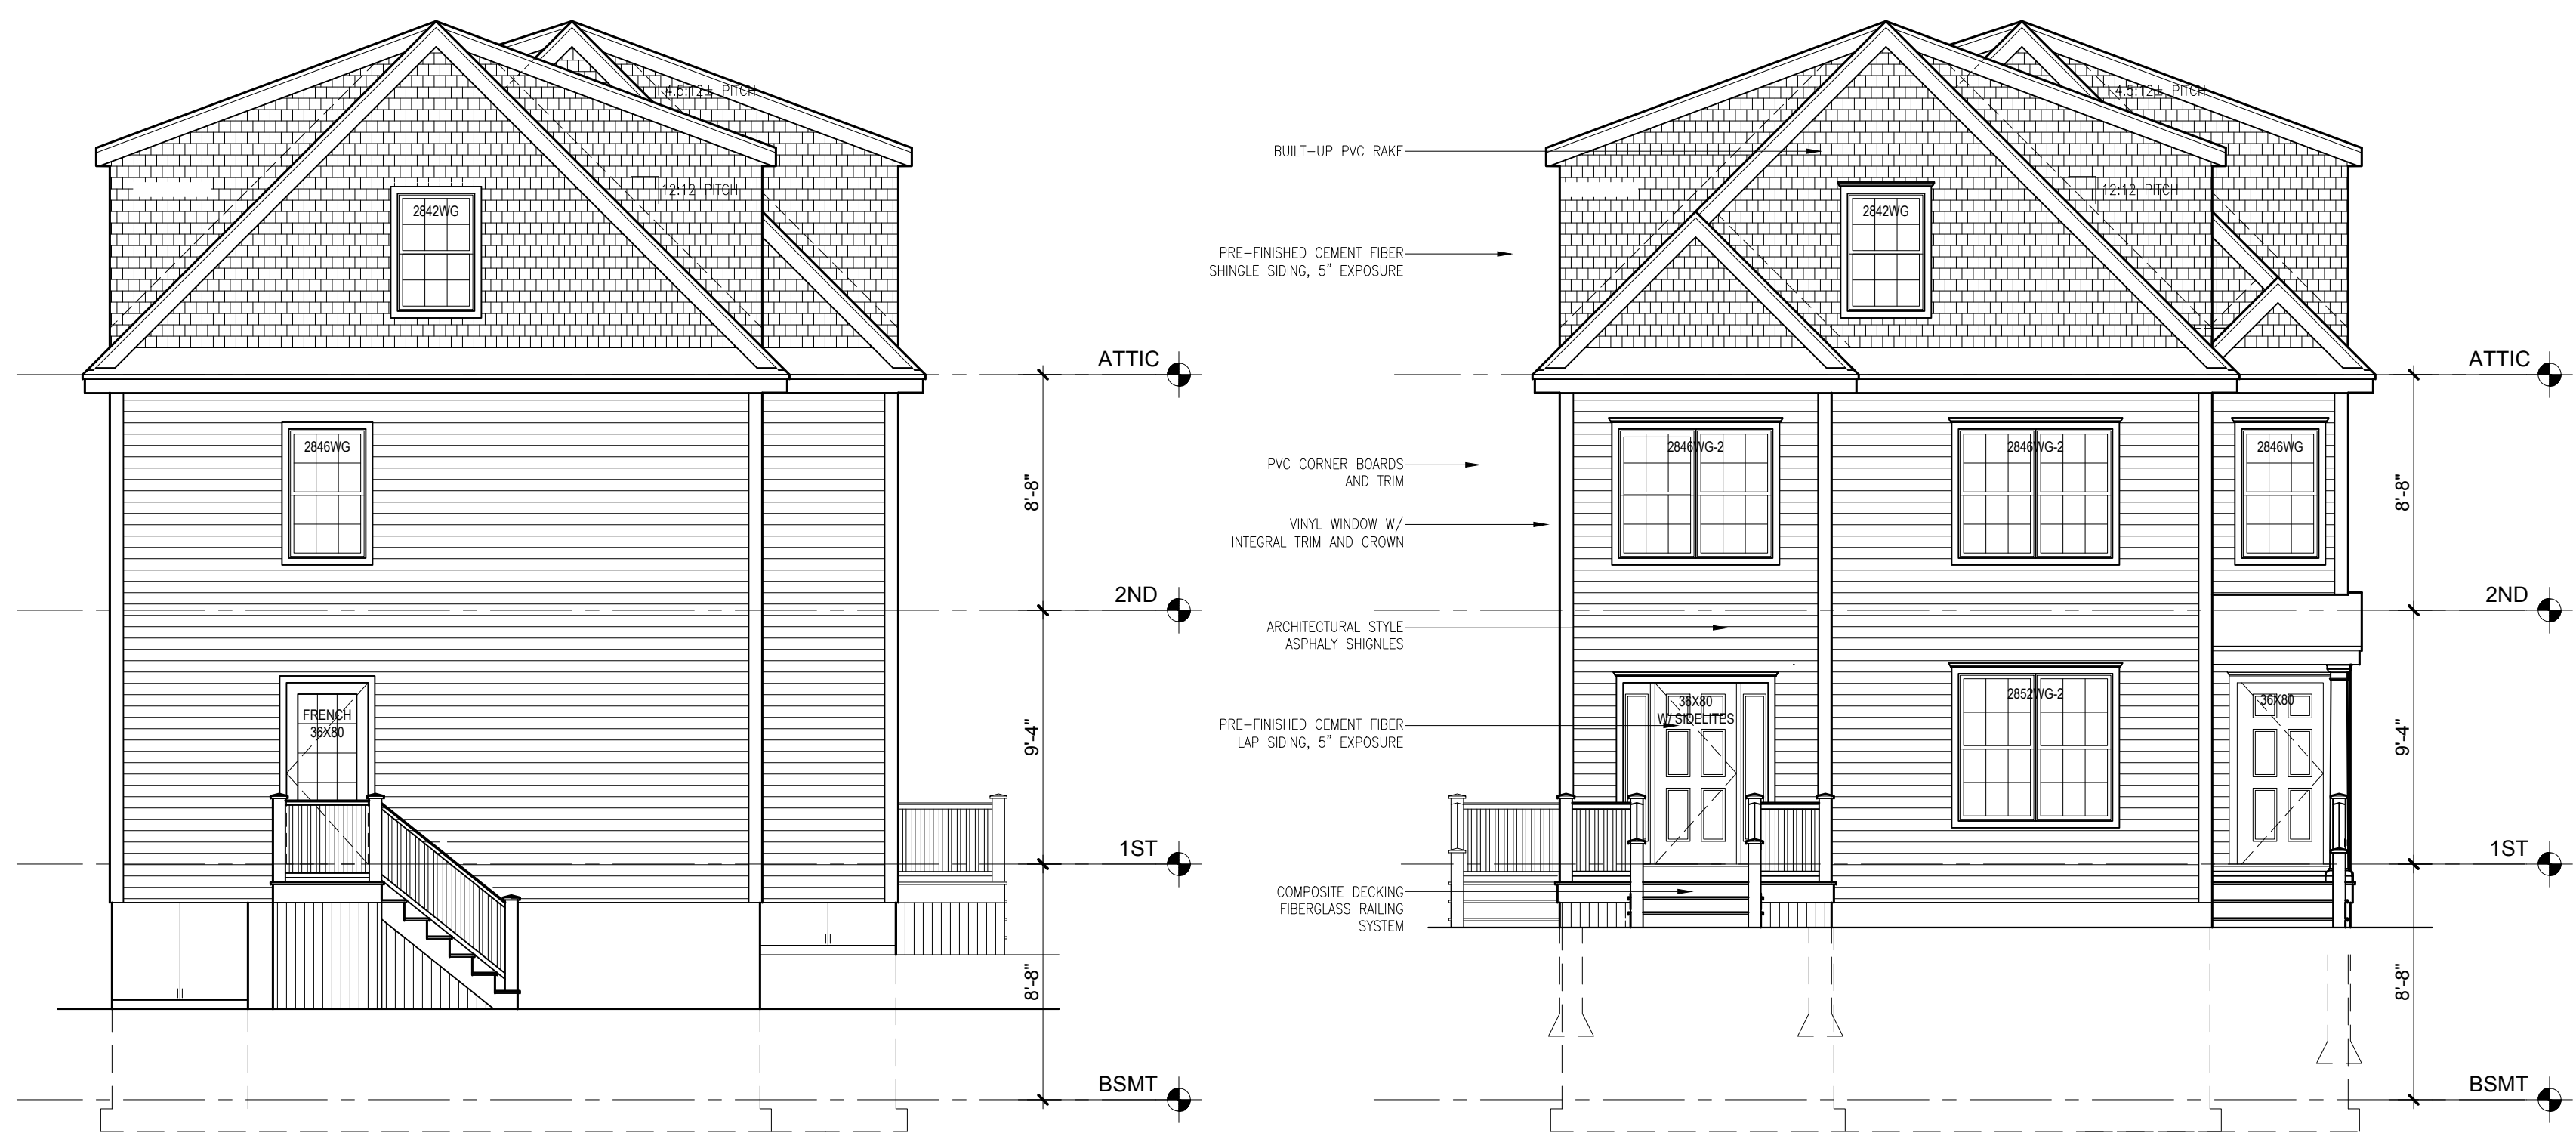 4.5:12± PITCH
12:12 PITCH
2842WG
ATTIC
2846WG
8'-8"
2ND
FRENCH
36X80
9'-4"
1ST
8'-8"
BSMT
BUILT-UP PVC RAKE
PRE-FINISHED CEMENT FIBER
SHINGLE SIDING, 5" EXPOSURE
PVC CORNER BOARDS
AND TRIM
VINYL WINDOW W/
INTEGRAL TRIM AND CROWN
ARCHITECTURAL STYLE
ASPHALY SHIGNLES
PRE-FINISHED CEMENT FIBER
LAP SIDING, 5" EXPOSURE
COMPOSITE DECKING
FIBERGLASS RAILING
SYSTEM
4.5:12± PITCH
12:12 PITCH
2842WG
ATTIC
2846WG-2
2846WG-2
2846WG
8'-8"
2ND
2852WG-2
36X80
W/ SIDELITES
36X80
9'-4"
1ST
8'-8"
BSMT